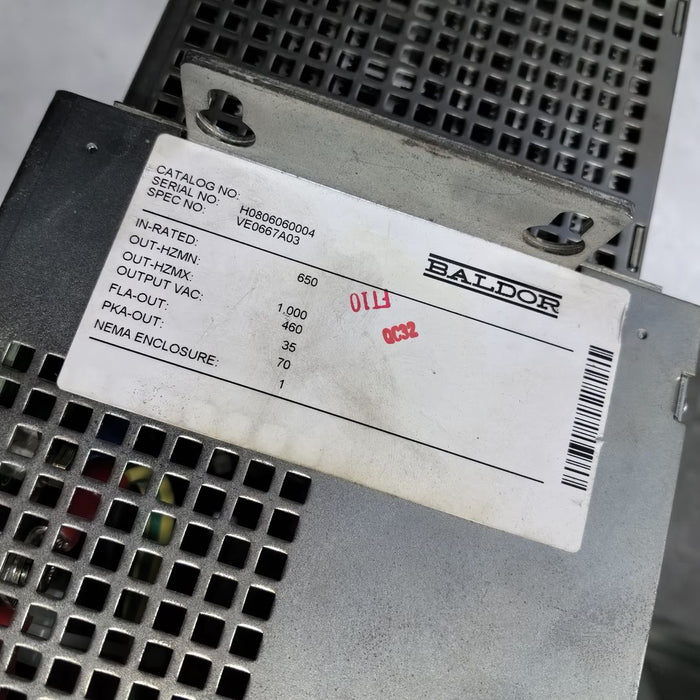 CATALOG NO:
SERIAL NO: H0806060004
SPEC NO: VE0667A03
BALDOR
IN-RATED: 650
OUT-HZMN:
OUT-HZMX: 1.000
OUTPUT VAC: 460
FLA-OUT: 35
PKA-OUT: 70
NEMA ENCLOSURE: 1
FT10
QC32